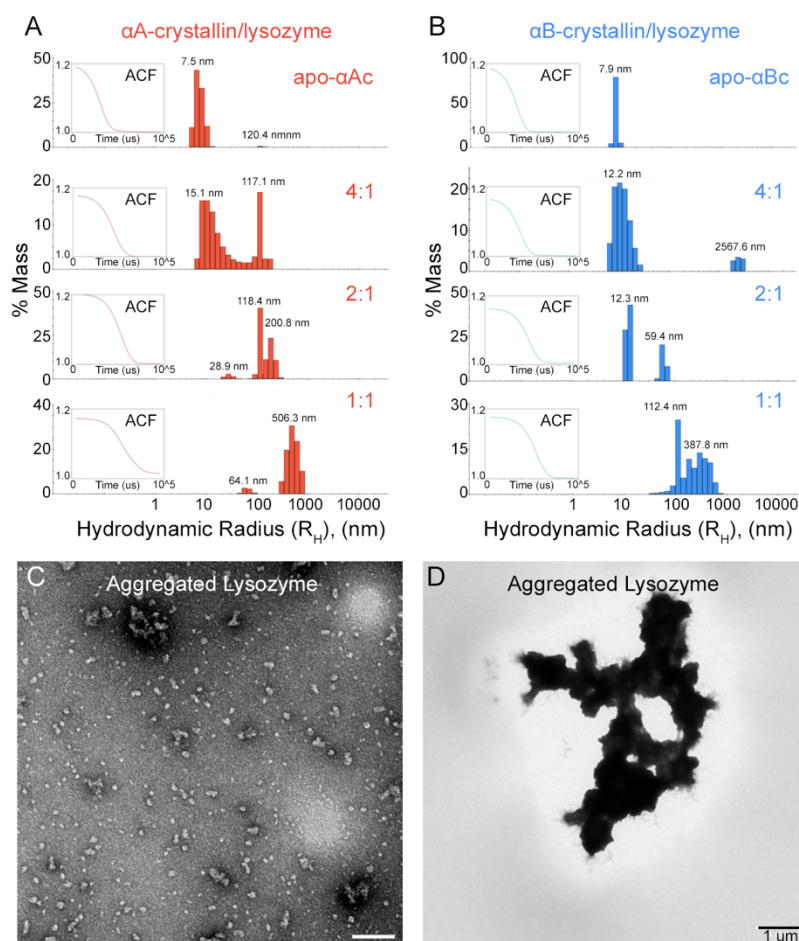 A
αA-crystallin/lysozyme
50
25
0
1.2
1.0
ACF
0 Time (us) 10^5
7.5 nm
120.4 nmnm
apo-αAc
20
10
0
1.2
1.0
ACF
0 Time (us) 10^5
15.1 nm
117.1 nm
4:1
50
25
0
1.2
1.0
ACF
0 Time (us) 10^5
28.9 nm
118.4 nm
200.8 nm
2:1
40
20
0
1.2
1.0
ACF
0 Time (us) 10^5
64.1 nm
506.3 nm
1:1
% Mass
1 10 100 1000 10000
Hydrodynamic Radius (RH), (nm)
B
αB-crystallin/lysozyme
100
50
0
1.2
1.0
ACF
0 Time (us) 10^5
7.9 nm
apo-αBc
20
10
0
1.2
1.0
ACF
0 Time (us) 10^5
12.2 nm
2567.6 nm
4:1
50
25
0
1.2
1.0
ACF
0 Time (us) 10^5
12.3 nm
59.4 nm
2:1
30
15
0
1.2
1.0
ACF
0 Time (us) 10^5
112.4 nm
387.8 nm
1:1
% Mass
1 10 100 1000 10000
Hydrodynamic Radius (RH), (nm)
C
Aggregated Lysozyme
D
Aggregated Lysozyme
1 µm